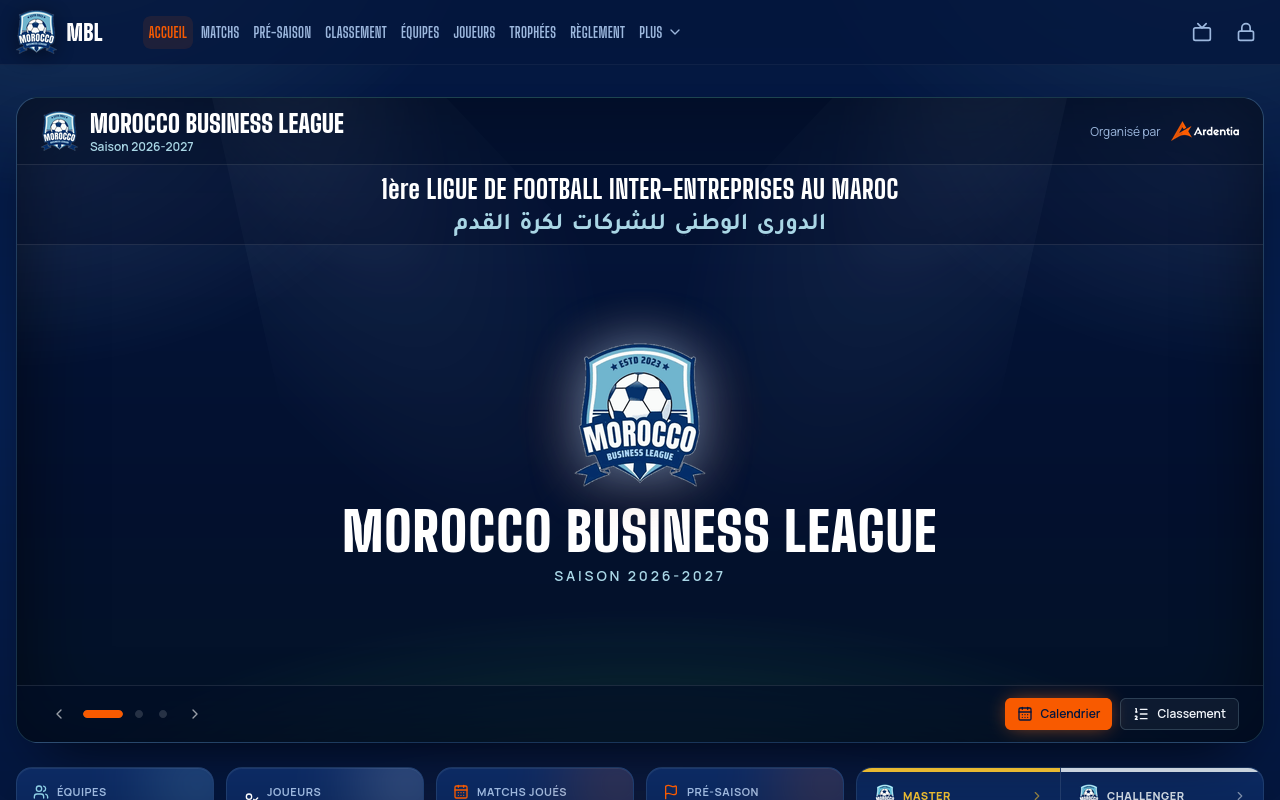 MBL
ACCUEIL
MATCHS
PRÉ-SAISON
CLASSEMENT
ÉQUIPES
JOUEURS
TROPHÉES
RÈGLEMENT
PLUS
MOROCCO BUSINESS LEAGUE
Saison 2026-2027
Organisé par
Ardentia
1ère LIGUE DE FOOTBALL INTER-ENTREPRISES AU MAROC
الدوري الوطني للشركات لكرة القدم
★ ESTD 2023 ★
MOROCCO
BUSINESS LEAGUE
MOROCCO BUSINESS LEAGUE
SAISON 2026-2027
Calendrier
Classement
ÉQUIPES
JOUEURS
MATCHS JOUÉS
PRÉ-SAISON
MASTER
CHALLENGER